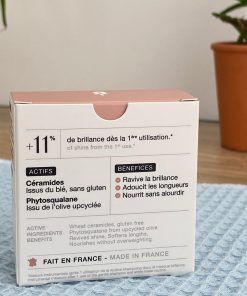 +11% de brillance dès la 1ère utilisation.*
of shine from the 1st use.*
ACTIFS
Céramides
Issus du blé, sans gluten
Phytosqualane
Issu de l'olive upcyclée
BENEFICES
Ravive la brillance
Adoucit les longueurs
Nourrit sans alourdir
ACTIVE
INGREDIENTS
BENEFITS
Wheat ceramides, gluten free
Phytosqualane from upcycled olive
Revives shine, Softens lengths,
Nourishes without overweighting
FAIT EN FRANCE - MADE IN FRANCE